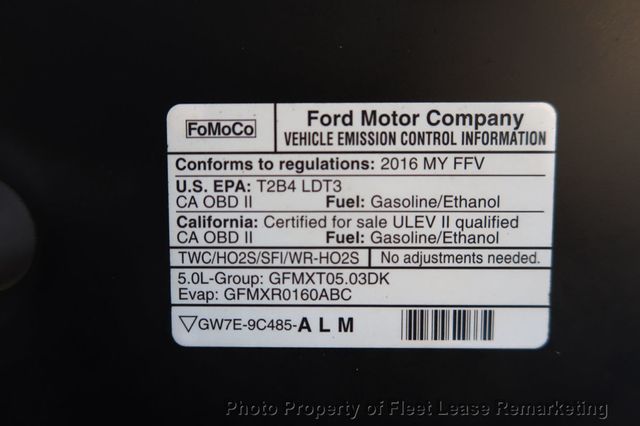 FoMoCo
Ford Motor Company
VEHICLE EMISSION CONTROL INFORMATION
Conforms to regulations: 2016 MY FFV
U.S. EPA: T2B4 LDT3
CA OBD II Fuel: Gasoline/Ethanol
California: Certified for sale ULEV II qualified
CA OBD II Fuel: Gasoline/Ethanol
TWC/HO2S/SFI/WR-HO2S No adjustments needed.
5.0L-Group: GFMXT05.03DK
Evap: GFMXR0160ABC
GW7E-9C485-ALM
Photo Property of Fleet Lease Remarketing